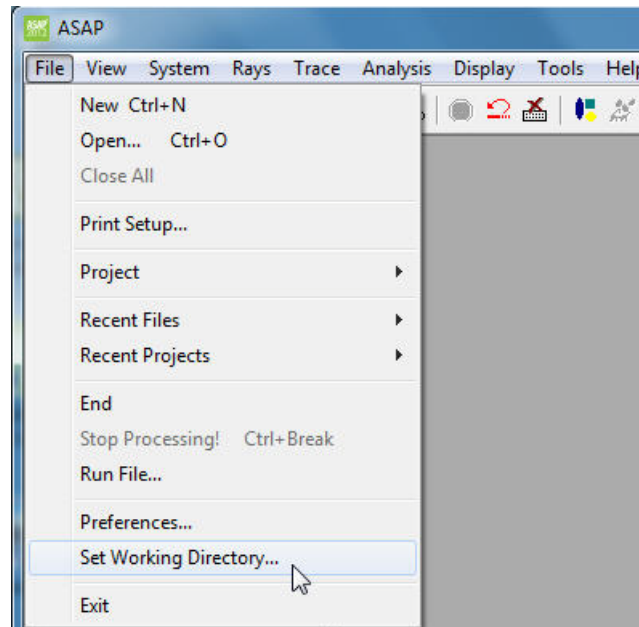 ASAP
File View System Rays Trace Analysis Display Tools Help
New Ctrl+N
Open... Ctrl+O
Close All
Print Setup...
Project
Recent Files
Recent Projects
End
Stop Processing! Ctrl+Break
Run File...
Preferences...
Set Working Directory...
Exit